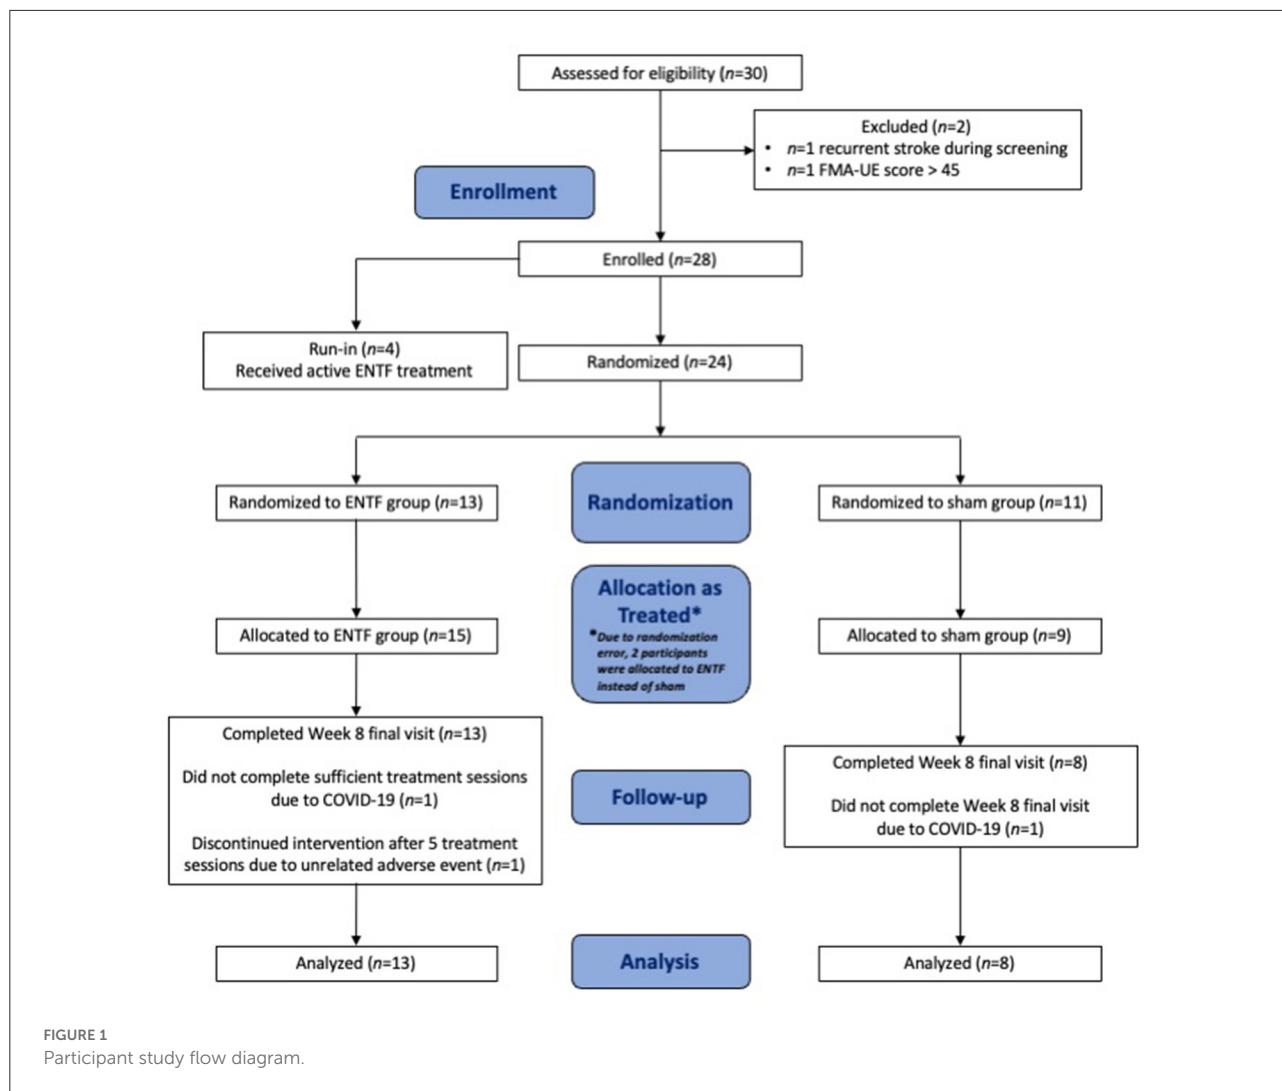 Assessed for eligibility (n=30)
Excluded (n=2)
• n=1 recurrent stroke during screening
• n=1 FMA-UE score > 45
Enrollment
Enrolled (n=28)
Run-in (n=4)
Received active ENTF treatment
Randomized (n=24)
Randomized to ENTF group (n=13)
Randomization
Randomized to sham group (n=11)
Allocation as
Treated*
*Due to randomization
error, 2 participants
were allocated to ENTF
instead of sham
Allocated to ENTF group (n=15)
Allocated to sham group (n=9)
Completed Week 8 final visit (n=13)
Did not complete sufficient treatment sessions
due to COVID-19 (n=1)
Discontinued intervention after 5 treatment
sessions due to unrelated adverse event (n=1)
Follow-up
Completed Week 8 final visit (n=8)
Did not complete Week 8 final visit
due to COVID-19 (n=1)
Analyzed (n=13)
Analysis
Analyzed (n=8)
FIGURE 1
Participant study flow diagram.